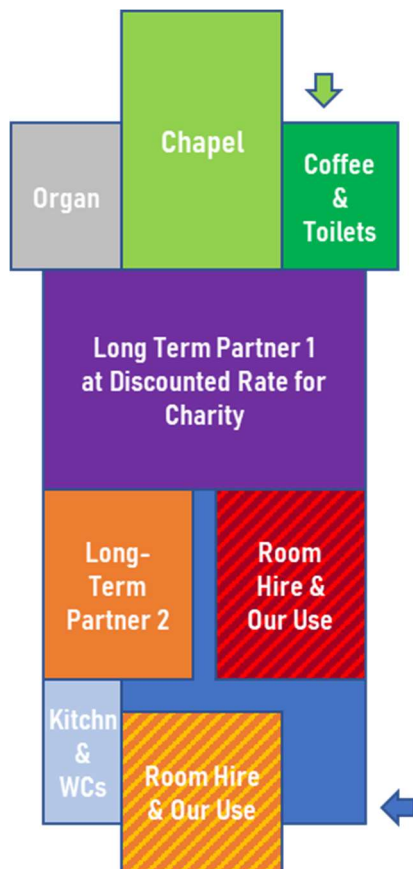 Chapel
Organ
Coffee
&
Toilets
Long Term Partner 1
at Discounted Rate for
Charity
Long-
Term
Partner 2
Room
Hire &
Our Use
Kitchn
&
WCs
Room Hire
& Our Use